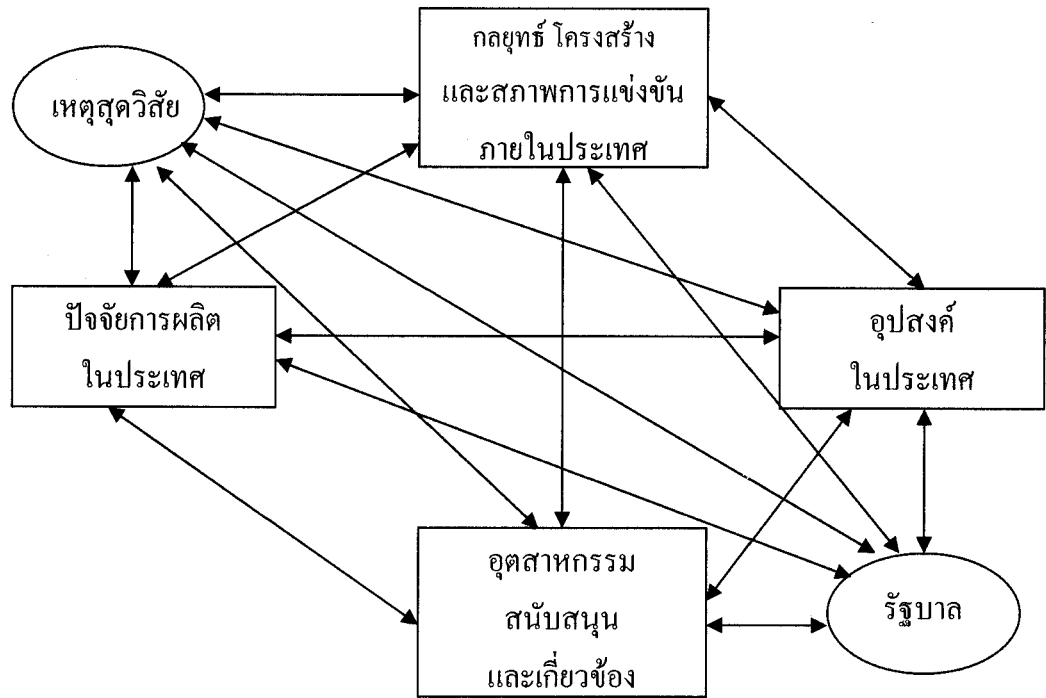 กลยุทธ์ โครงสร้าง
และสภาพการแข่งขัน
ภายในประเทศ
เหตุสุดวิสัย
ปัจจัยการผลิต
ในประเทศ
อุปสงค์
ในประเทศ
อุตสาหกรรม
สนับสนุน
และเกี่ยวข้อง
รัฐบาล